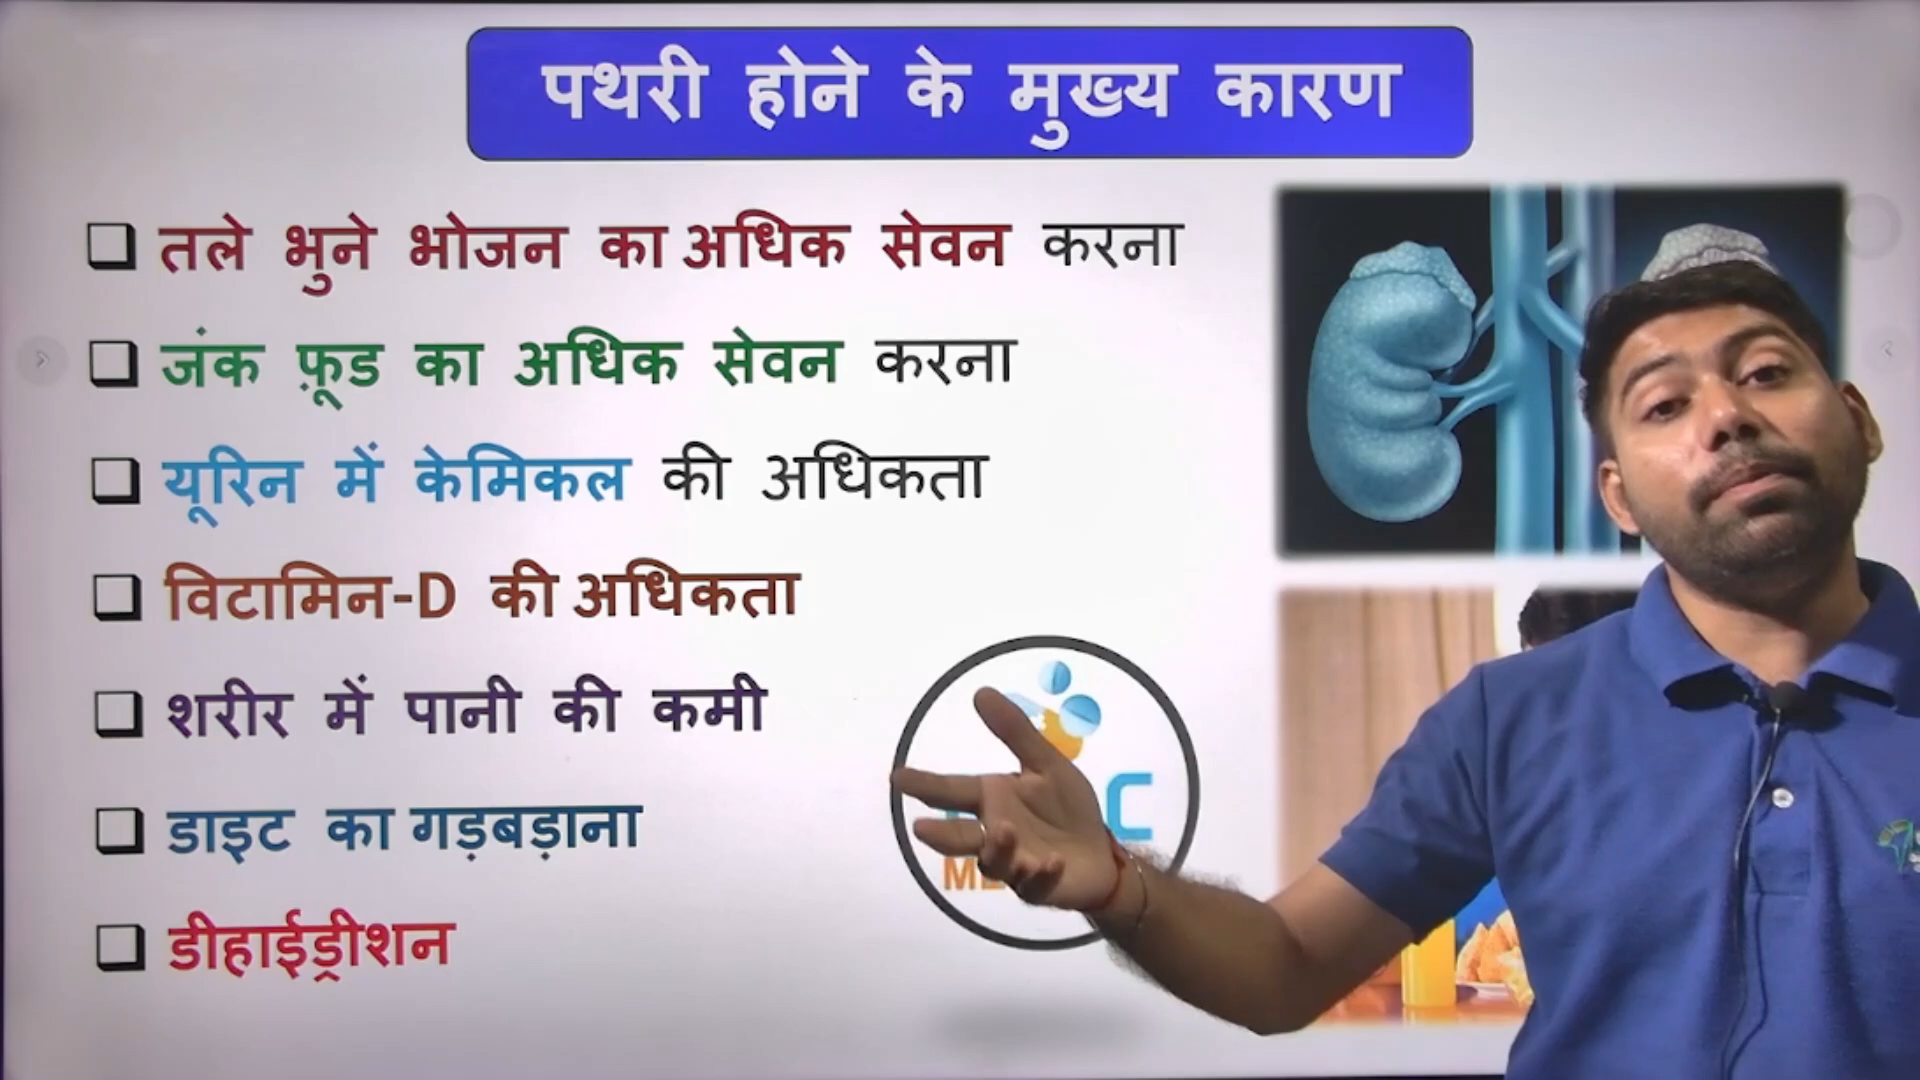 पथरी होने के मुख्य कारण
तले भुने भोजन का अधिक सेवन करना
जंक फ़ूड का अधिक सेवन करना
यूरिन में केमिकल की अधिकता
विटामिन-D की अधिकता
शरीर में पानी की कमी
डाइट का गड़बड़ाना
डीहाईड्रीशन